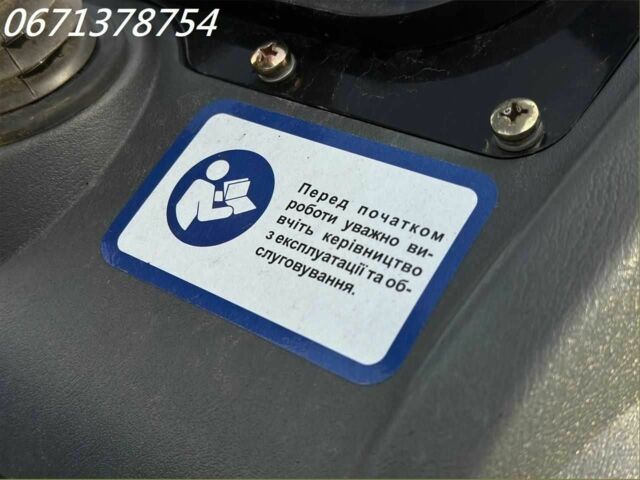 0671378754
Перед початком
роботи уважно ви-
вчіть керівництво
з експлуатації та об-
слуговування.